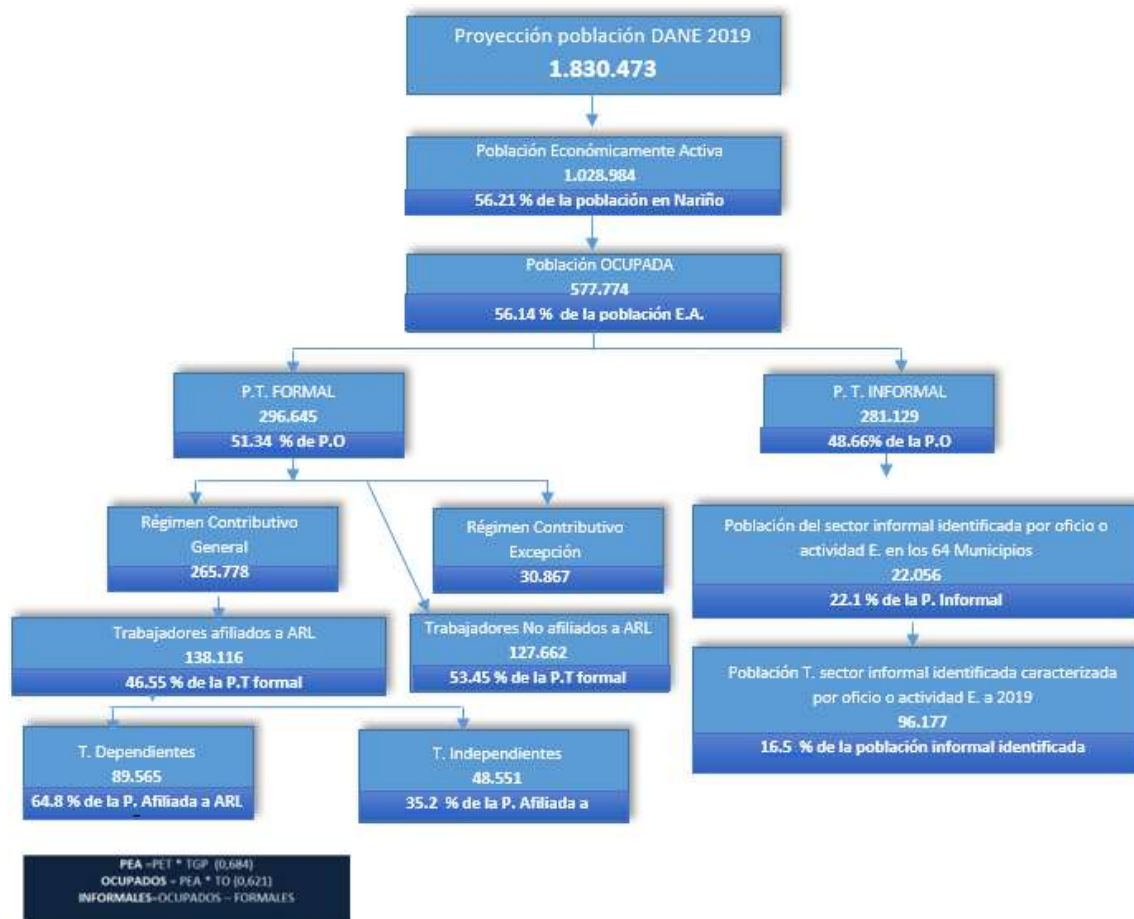 Proyección población DANE 2019
1.830.473
Población Económicamente Activa
1.028.984
56.21 % de la población en Nariño
Población OCUPADA
577.774
56.14 % de la población E.A.
P.T. FORMAL
296.645
51.34 % de P.O
P. T. INFORMAL
281.129
48.66% de la P.O
Régimen Contributivo
General
265.778
Régimen Contributivo
Excepción
30.867
Población del sector informal identificada por oficio o
actividad E. en los 64 Municipios
22.056
22.1 % de la P. Informal
Trabajadores afiliados a ARL
138.116
46.55 % de la P.T formal
Trabajadores No afiliados a ARL
127.662
53.45 % de la P.T formal
Población T. sector informal identificada caracterizada
por oficio o actividad E. a 2019
96.177
16.5 % de la población informal identificada
T. Dependientes
89.565
64.8 % de la P. Afiliada a ARL
T. Independientes
48.551
35.2 % de la P. Afiliada a
PEA =PET * TGP (0,684)
OCUPADOS = PEA * TO (0,621)
INFORMALES=OCUPADOS – FORMALES